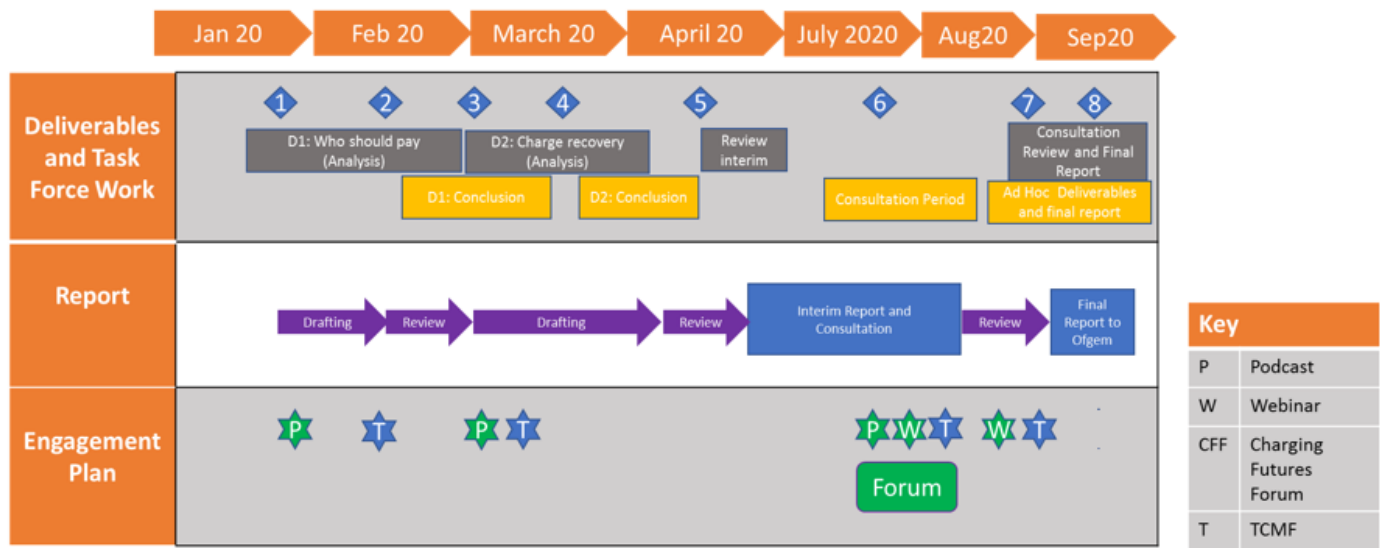 Jan 20
Feb 20
March 20
April 20
July 2020
Aug20
Sep20
Deliverables
and Task
Force Work
1
2
3
4
5
6
7
8
D1: Who should pay
(Analysis)
D2: Charge recovery
(Analysis)
Review
interim
Consultation
Review and Final
Report
D1: Conclusion
D2: Conclusion
Consultation Period
Ad Hoc Deliverables
and final report
Report
Drafting
Review
Drafting
Review
Interim Report and
Consultation
Review
Final
Report to
Ofgem
Engagement
Plan
P
T
P
T
P
W
T
W
T
Forum
Key
P
Podcast
W
Webinar
CFF
Charging
Futures
Forum
T
TCMF